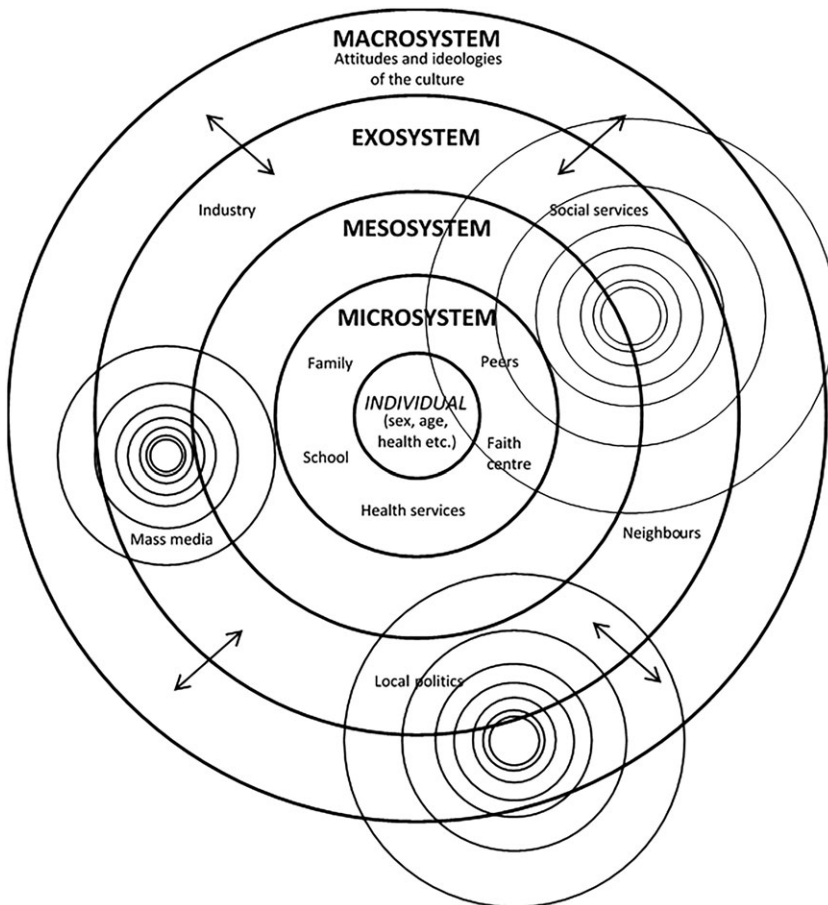 MACROSYSTEM
Attitudes and ideologies
of the culture
EXOSYSTEM
Industry
Social services
MESOSYSTEM
MICROSYSTEM
Family
Peers
INDIVIDUAL
(sex, age,
health etc.)
School
Faith
centre
Health services
Mass media
Neighbours
Local politics